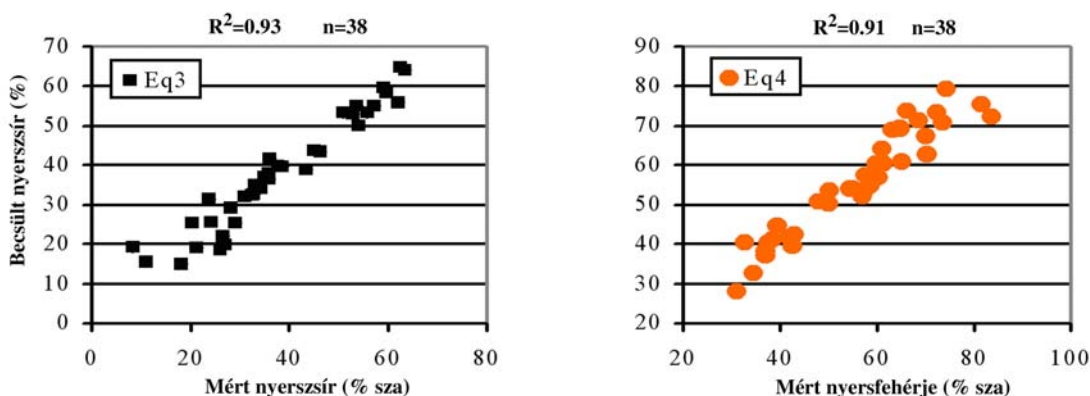 R²=0.93 n=38
70
60
50
40
30
20
10
0
Becsült nyerszsír (%)
Eq3
0 20 40 60 80
Mért nyerszsír (% sza)
R²=0.91 n=38
90
80
70
60
50
40
30
20
Eq4
20 40 60 80 100
Mért nyersfehérje (% sza)